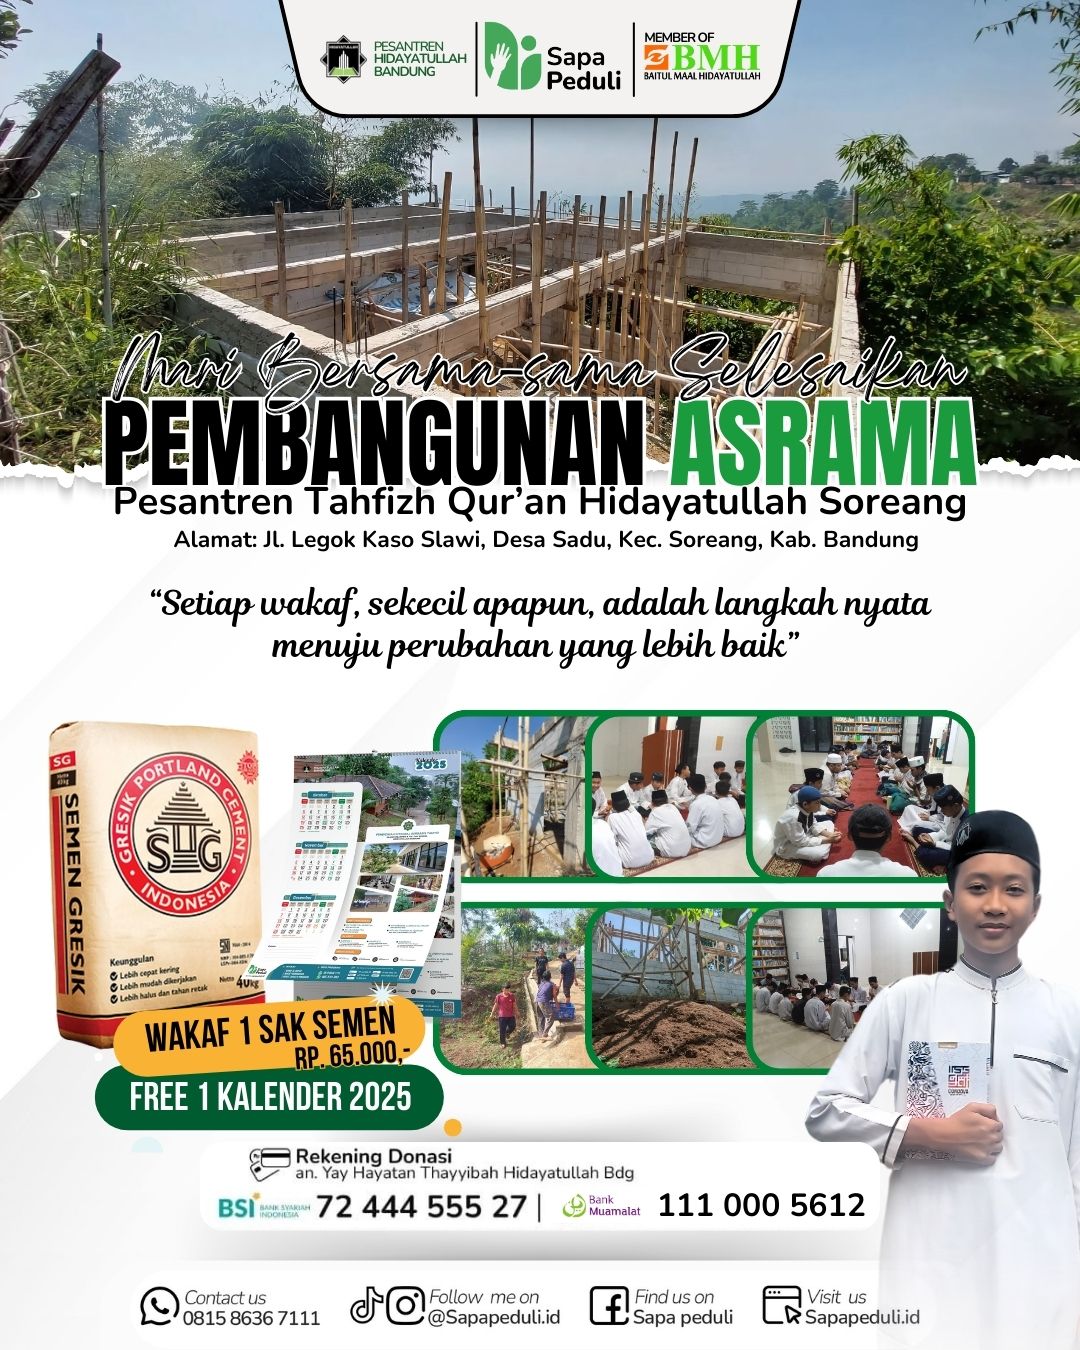 PESANTREN
HIDAYATULLAH
BANDUNG
Sapa
Peduli
MEMBER OF
BMH
BAITUL MAAL HIDAYATULLAH
Mari Bersama-sama Selesaikan
PEMBANGUNAN ASRAMA
Pesantren Tahfizh Qur'an Hidayatullah Soreang
Alamat: Jl. Legok Kaso Slawi, Desa Sadu, Kec. Soreang, Kab. Bandung
“Setiap wakaf, sekecil apapun, adalah langkah nyata
menuju perubahan yang lebih baik”
SG
Netto
40kg
SEMEN GRESIK
GRESIK PORTLAND CEMENT
SG
INDONESIA
Keunggulan
Lebih cepat kering
Lebih mudah dikerjakan
Lebih halus dan tahan retak
SNI
Netto
40kg
2025
WAKAF 1 SAK SEMEN
RP. 65.000,-
FREE 1 KALENDER 2025
CORDOVA
Rekening Donasi
an. Yay Hayatan Thayyibah Hidayatullah Bdg
BSI BANK SYARIAH INDONESIA 72 444 555 27 | Bank Muamalat 111 000 5612
Contact us
0815 8636 7111
Follow me on
@Sapapeduli.id
Find us on
Sapa peduli
Visit us
Sapapeduli.id